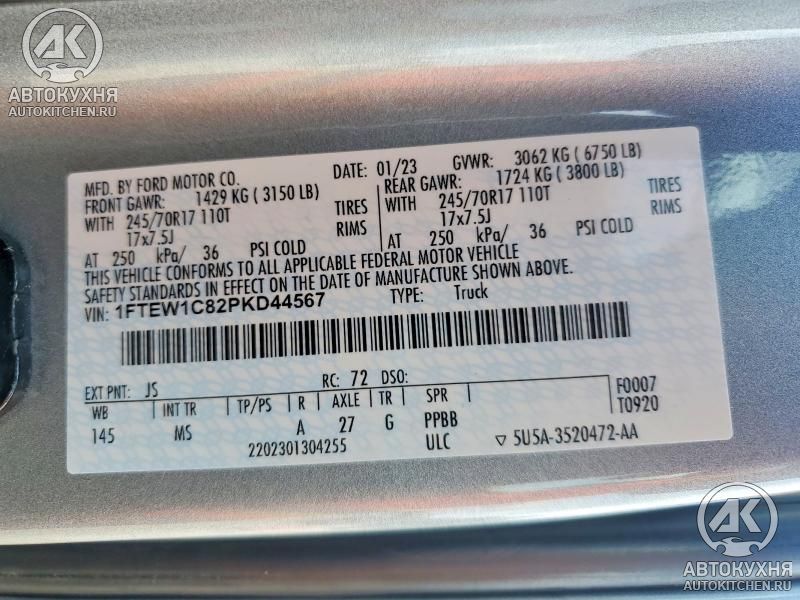 АК
АВТОКУХНЯ
AUTOKITCHEN.RU
MFD. BY FORD MOTOR CO.
DATE: 01/23 GVWR: 3062 KG ( 6750 LB)
FRONT GAWR: 1429 KG ( 3150 LB) REAR GAWR: 1724 KG ( 3800 LB)
WITH 245/70R17 110T TIRES WITH 245/70R17 110T TIRES
17x7.5J RIMS 17x7.5J RIMS
AT 250 kPa/ 36 PSI COLD AT 250 kPa/ 36 PSI COLD
THIS VEHICLE CONFORMS TO ALL APPLICABLE FEDERAL MOTOR VEHICLE
SAFETY STANDARDS IN EFFECT ON THE DATE OF MANUFACTURE SHOWN ABOVE.
VIN: 1FTEW1C82PKD44567 TYPE: Truck
EXT PNT: JS RC: 72 DSO:
WB INT TR TP/PS R AXLE TR SPR F0007
145 MS A 27 G PPBB T0920
2202301304255 ULC ▽ 5U5A-3520472-AA
АК
АВТОКУХНЯ
AUTOKITCHEN.RU